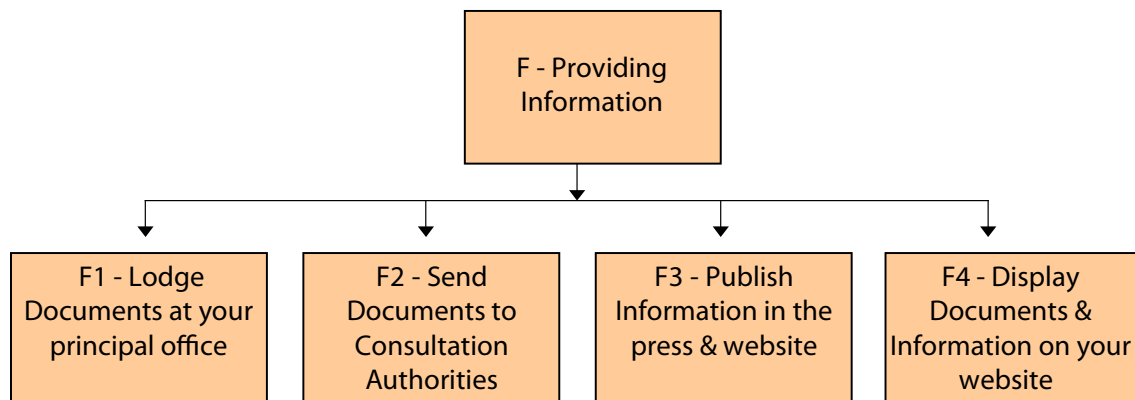 F - Providing
Information
F1 - Lodge
Documents at your
principal office
F2 - Send
Documents to
Consultation
Authorities
F3 - Publish
Information in the
press & website
F4 - Display
Documents &
Information on your
website